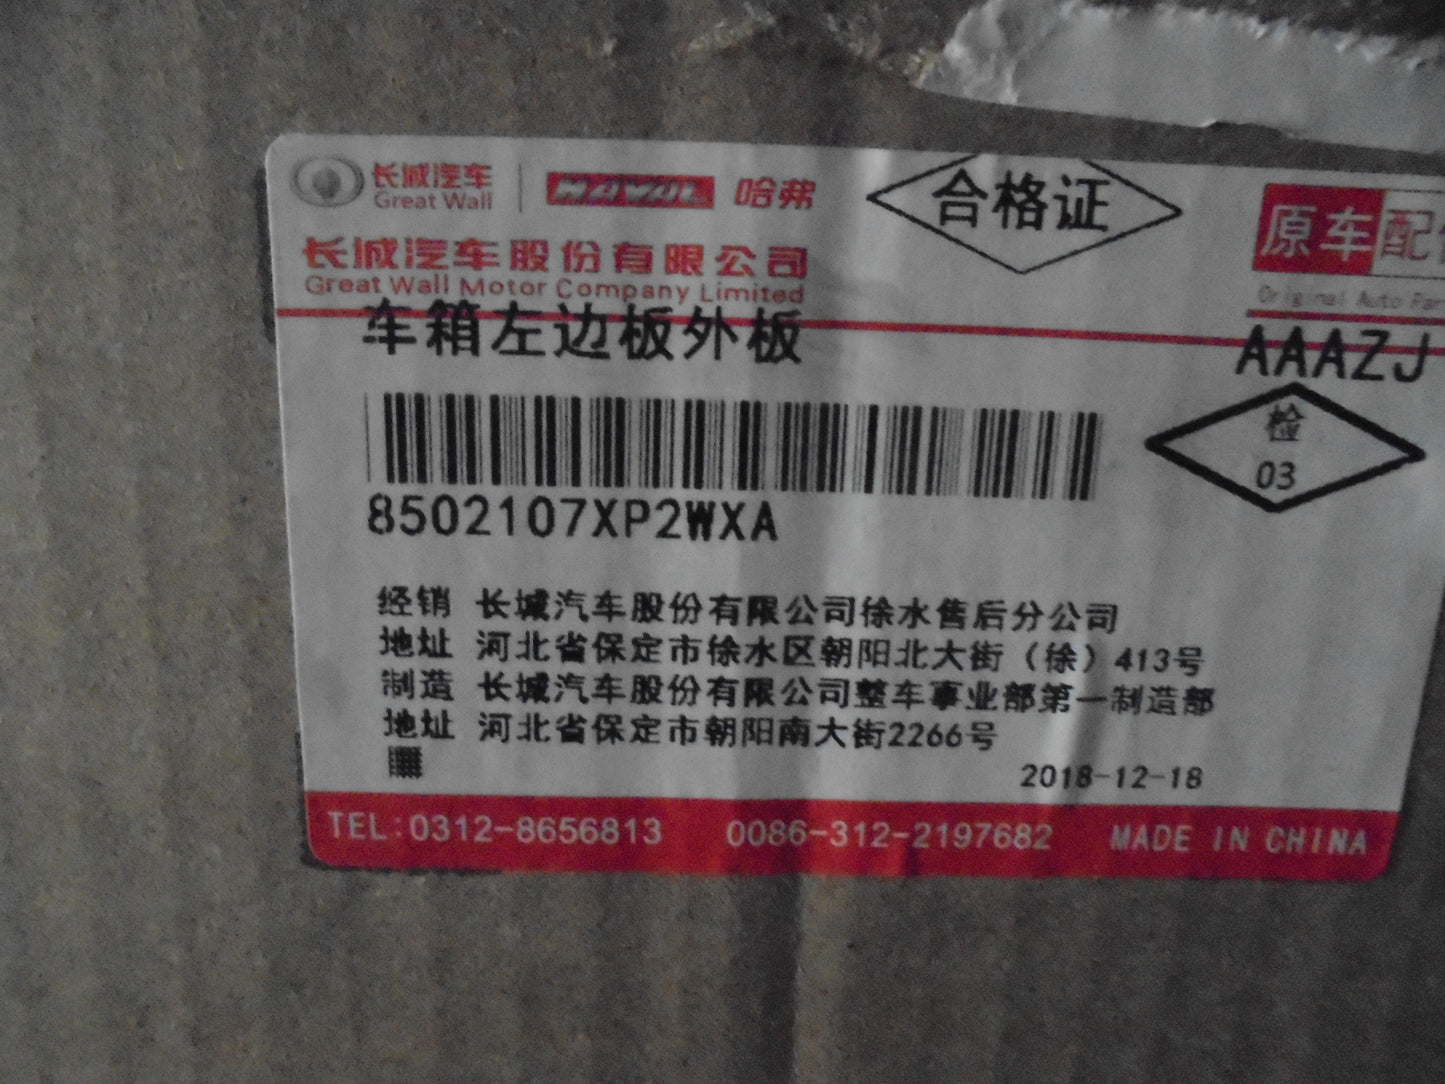 长城汽车
Great Wall
HAVAL 哈弗
合格证
原车配
长城汽车股份有限公司
Great Wall Motor Company Limited
Original Auto Par
车箱左边板外板
AAAZJ
检
03
8502107XP2WXA
经销 长城汽车股份有限公司徐水售后分公司
地址 河北省保定市徐水区朝阳北大街（徐）413号
制造 长城汽车股份有限公司整车事业部第一制造部
地址 河北省保定市朝阳南大街2266号
2018-12-18
TEL:0312-8656813 0086-312-2197682 MADE IN CHINA